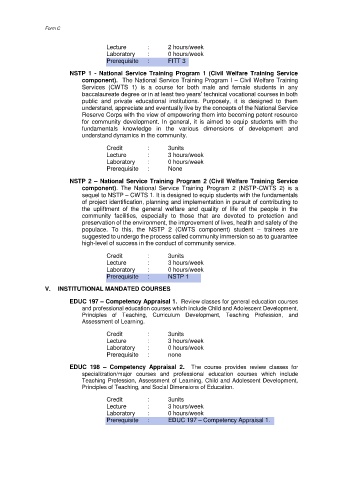 Form C
Lecture : 2 hours/week
Laboratory : 0 hours/week
Prerequisite : FITT 3
NSTP 1 - National Service Training Program 1 (Civil Welfare Training Service
component). The National Service Training Program I – Civil Welfare Training
Services (CWTS 1) is a course for both male and female students in any
baccalaureate degree or in at least two years' technical vocational courses in both
public and private educational institutions. Purposely, it is designed to them
understand, appreciate and eventually live by the concepts of the National Service
Reserve Corps with the view of empowering them into becoming potent resource
for community development. In general, it is aimed to equip students with the
fundamentals knowledge in the various dimensions of development and
understand dynamics in the community.
Credit : 3units
Lecture : 3 hours/week
Laboratory : 0 hours/week
Prerequisite : None
NSTP 2 – National Service Training Program 2 (Civil Welfare Training Service
component). The National Service Training Program 2 (NSTP-CWTS 2) is a
sequel to NSTP – CWTS 1. It is designed to equip students with the fundamentals
of project identification, planning and implementation in pursuit of contributing to
the upliftment of the general welfare and quality of life of the people in the
community facilities, especially to those that are devoted to protection and
preservation of the environment, the improvement of lives, health and safety of the
populace. To this, the NSTP 2 (CWTS component) student – trainees are
suggested to undergo the process called community immersion so as to guarantee
high-level of success in the conduct of community service.
Credit : 3units
Lecture : 3 hours/week
Laboratory : 0 hours/week
Prerequisite : NSTP 1
V. INSTITUTIONAL MANDATED COURSES
EDUC 197 – Competency Appraisal 1. Review classes for general education courses
and professional education courses which include Child and Adolescent Development,
Principles of Teaching, Curriculum Development, Teaching Profession, and
Assessment of Learning.
Credit : 3units
Lecture : 3 hours/week
Laboratory : 0 hours/week
Prerequisite : none
EDUC 198 – Competency Appraisal 2. The course provides review classes for
specialization/major courses and professional education courses which include
Teaching Profession, Assessment of Learning, Child and Adolescent Development,
Principles of Teaching, and Social Dimensions of Education.
Credit : 3units
Lecture : 3 hours/week
Laboratory : 0 hours/week
Prerequisite : EDUC 197 – Competency Appraisal 1.